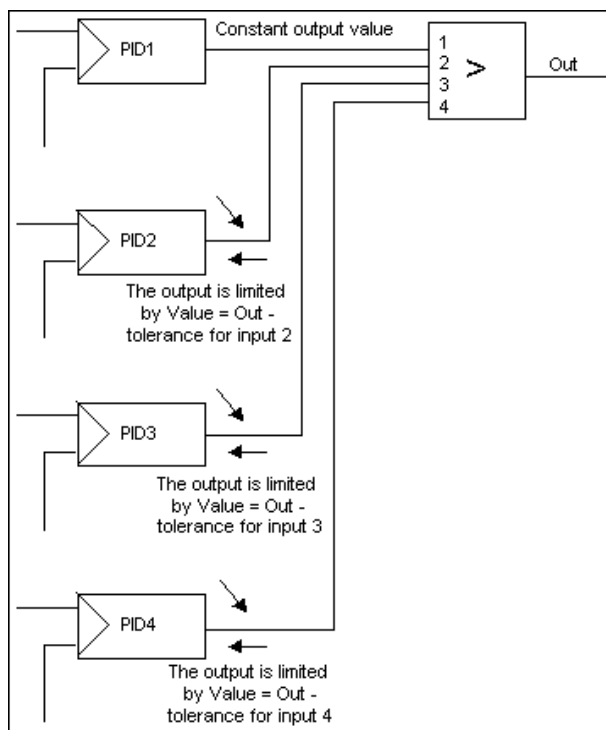 Constant output value
PID1
1
2
3
4
>
Out
PID2
The output is limited
by Value = Out -
tolerance for input 2
PID3
The output is limited
by Value = Out -
tolerance for input 3
PID4
The output is limited
by Value = Out -
tolerance for input 4